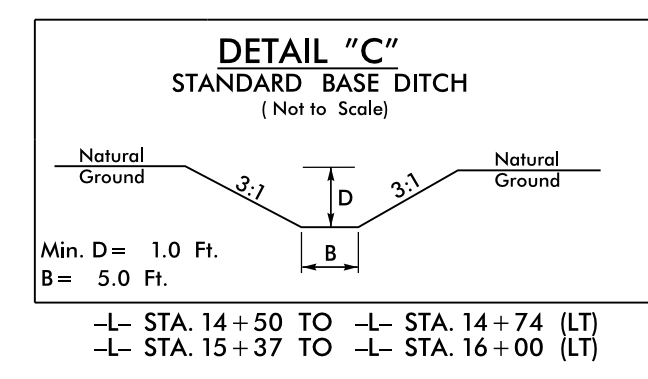 DETAIL "C"
STANDARD BASE DITCH
( Not to Scale)
Natural
Ground
3:1
D
3:1
Natural
Ground
B
Min. D = 1.0 Ft.
B = 5.0 Ft.
–L– STA. 14+50 TO –L– STA. 14+74 (LT)
–L– STA. 15+37 TO –L– STA. 16+00 (LT)